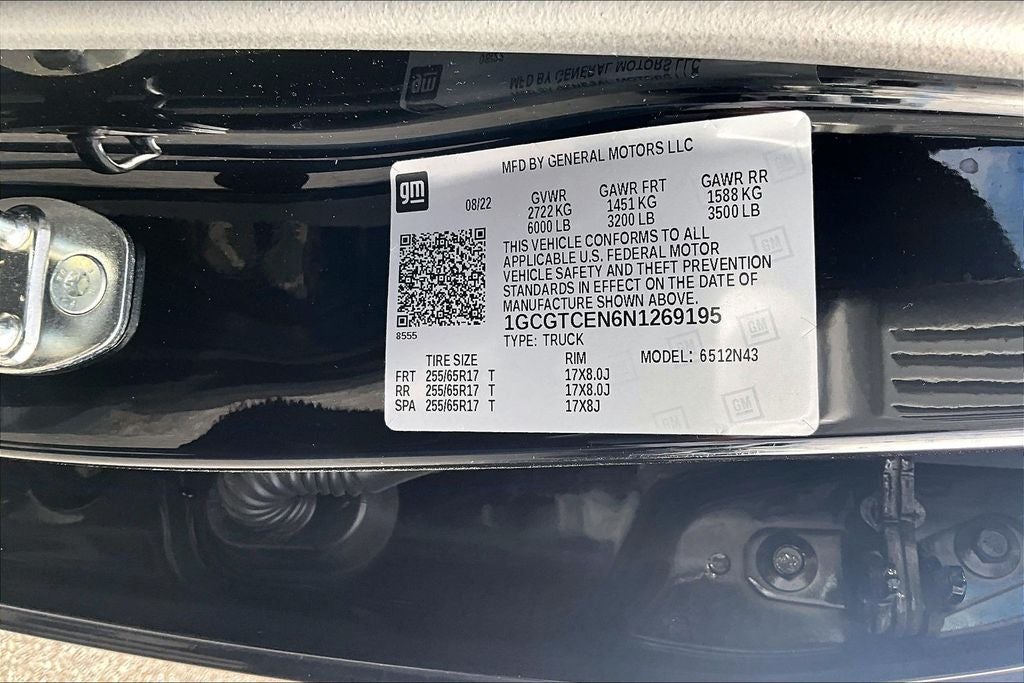 MFD BY GENERAL MOTORS LLC
gm
08/22
GVWR GAWR FRT GAWR RR
2722 KG 1451 KG 1588 KG
6000 LB 3200 LB 3500 LB
THIS VEHICLE CONFORMS TO ALL
APPLICABLE U.S. FEDERAL MOTOR
VEHICLE SAFETY AND THEFT PREVENTION
STANDARDS IN EFFECT ON THE DATE OF
MANUFACTURE SHOWN ABOVE.
1GCGTCEN6N1269195
8555
TYPE: TRUCK
TIRE SIZE RIM MODEL: 6512N43
FRT 255/65R17 T 17X8.0J
RR 255/65R17 T 17X8.0J
SPA 255/65R17 T 17X8J
GM
GM
GM